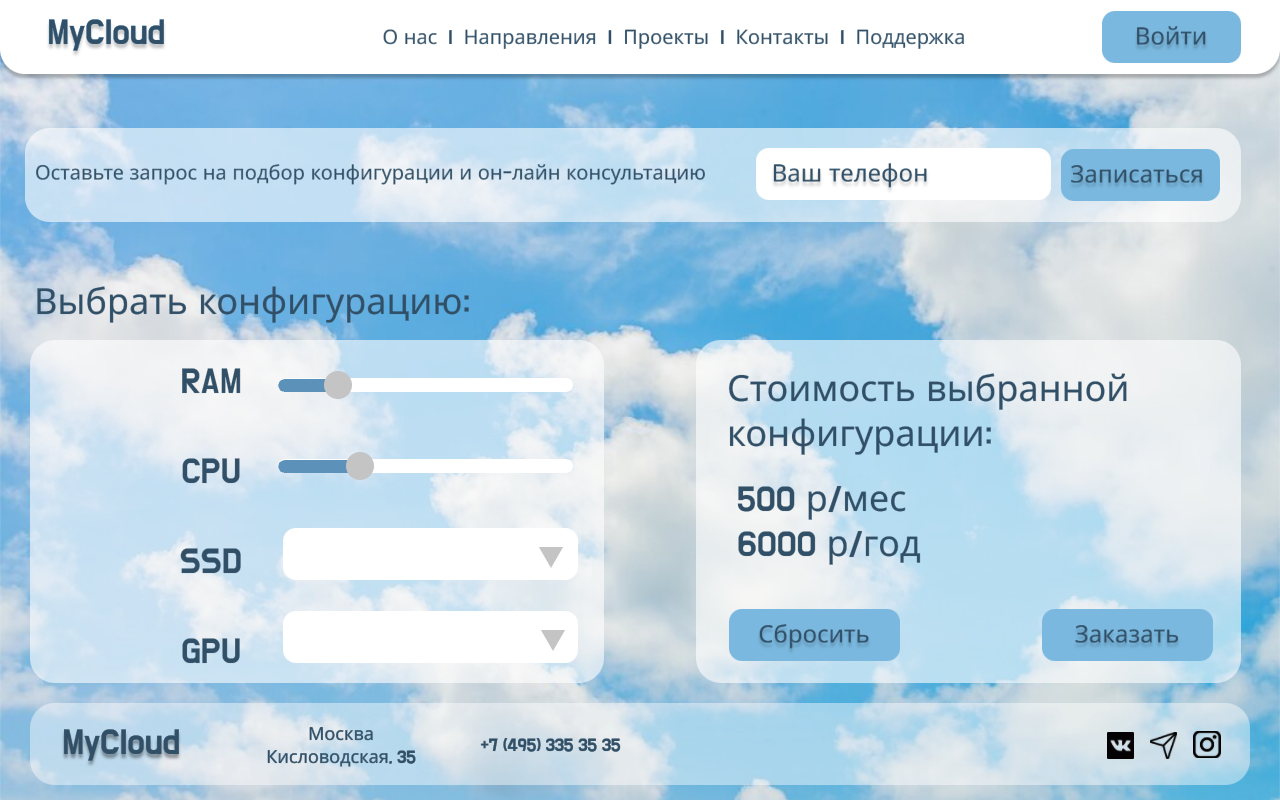 MyCloud
О нас I Направления I Проекты I Контакты I Поддержка
Войти
Оставьте запрос на подбор конфигурации и он-лайн консультацию
Ваш телефон
Записаться
Выбрать конфигурацию:
RAM
CPU
SSD
GPU
Стоимость выбранной
конфигурации:
500 р/мес
6000 р/год
Сбросить
Заказать
MyCloud
Москва
Кисловодская, 35
+7 (495) 335 35 35